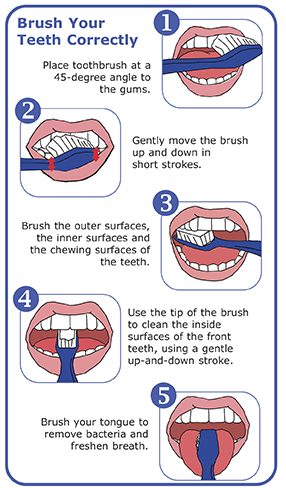 Brush Your
Teeth Correctly
1
Place toothbrush at a
45-degree angle to
the gums.
2
Gently move the brush
up and down in
short strokes.
3
Brush the outer surfaces,
the inner surfaces and
the chewing surfaces of
the teeth.
4
Use the tip of the brush
to clean the inside
surfaces of the front
teeth, using a gentle
up-and-down stroke.
5
Brush your tongue to
remove bacteria and
freshen breath.